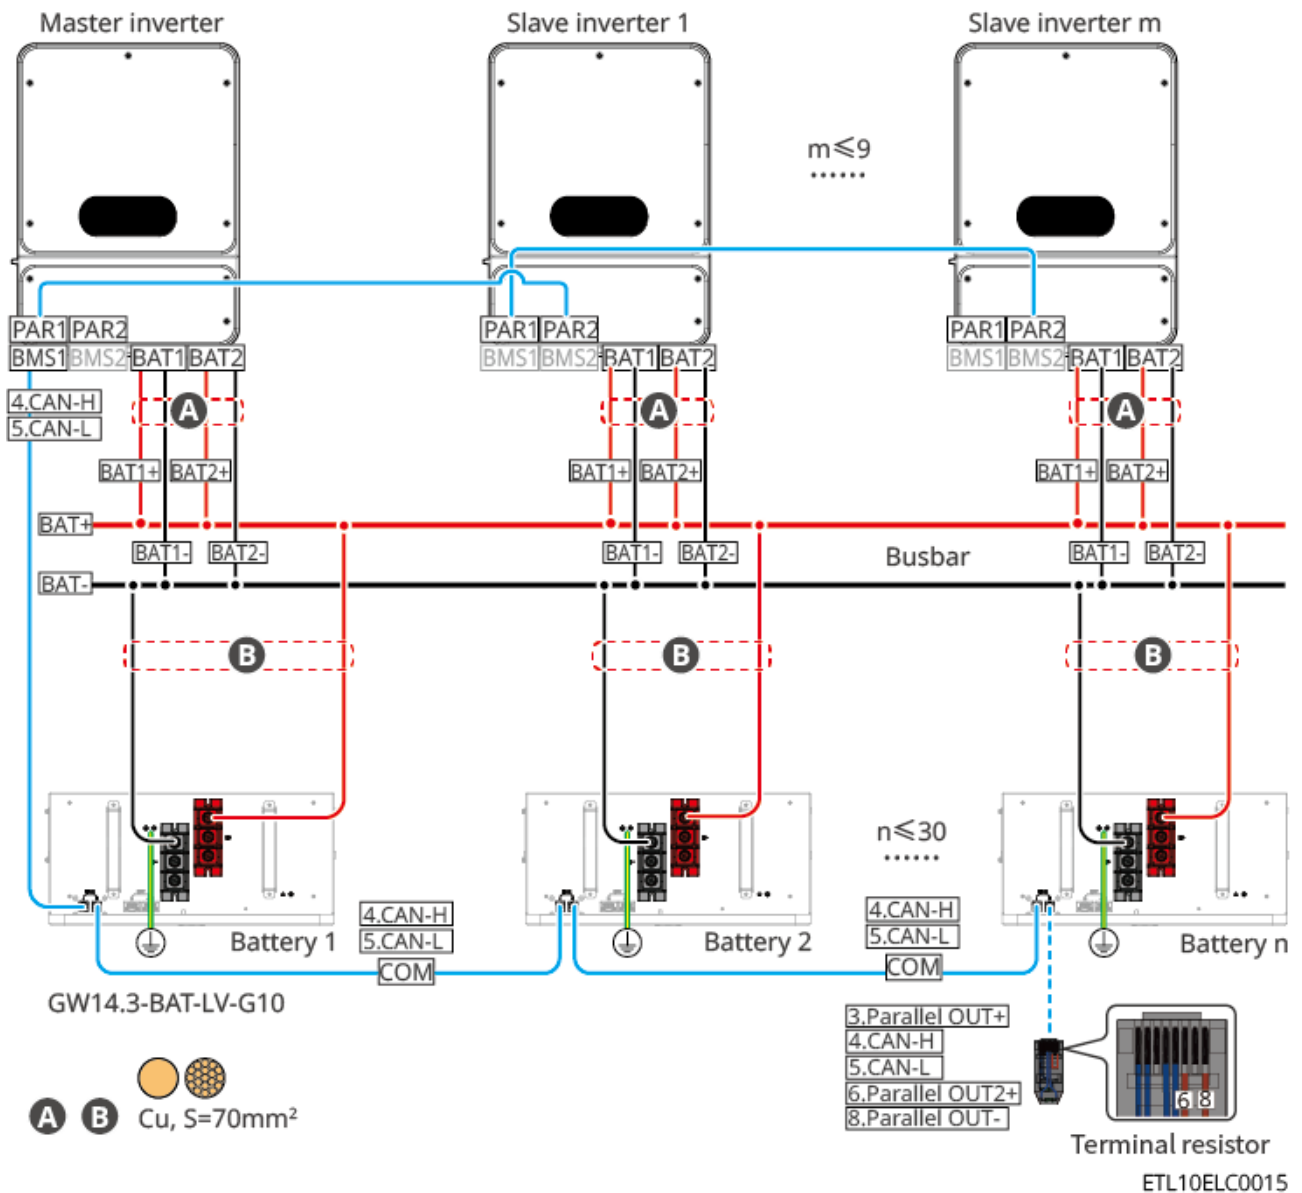 Master inverter
Slave inverter 1
Slave inverter m
m≤9
......
PAR1 PAR2
PAR1 PAR2
PAR1 PAR2
BMS1 BMS2 BAT1 BAT2
BMS1 BMS2 BAT1 BAT2
BMS1 BMS2 BAT1 BAT2
4.CAN-H
5.CAN-L
A
A
A
BAT1+ BAT2+
BAT1+ BAT2+
BAT1+ BAT2+
BAT+
BAT1- BAT2-
BAT1- BAT2-
Busbar
BAT1- BAT2-
BAT-
B
B
B
n≤30
......
Battery 1
4.CAN-H
5.CAN-L
COM
Battery 2
4.CAN-H
5.CAN-L
COM
Battery n
GW14.3-BAT-LV-G10
3.Parallel OUT+
4.CAN-H
5.CAN-L
6.Parallel OUT2+
8.Parallel OUT-
6 8
A B Cu, S=70mm²
Terminal resistor
ETL10ELC0015